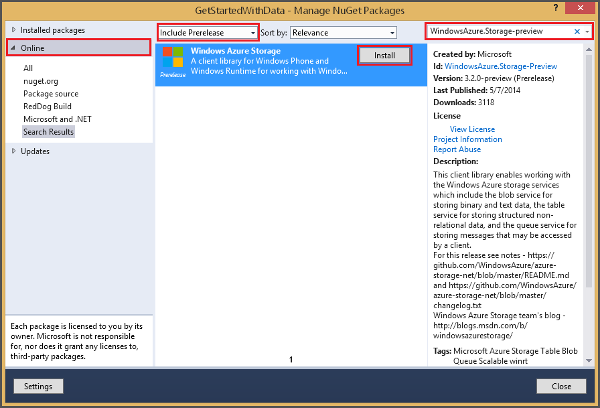 GetStartedWithData - Manage NuGet Packages
? ×
Installed packages
Online
All
nuget.org
Package source
RedDog Build
Microsoft and .NET
Search Results
Updates
Each package is licensed to you by its
owner. Microsoft is not responsible
for, nor does it grant any licenses to,
third-party packages.
Include Prerelease
Sort by:
Relevance
Windows Azure Storage
A client library for Windows Phone and
Windows Runtime for working with Windo...
Prerelease
Install
1
WindowsAzure.Storage-preview
Created by: Microsoft
Id: WindowsAzure.Storage-Preview
Version: 3.2.0-preview (Prerelease)
Last Published: 5/7/2014
Downloads: 3118
License
View License
Project Information
Report Abuse
Description:
This client library enables working with
the Windows Azure storage services
which include the blob service for
storing binary and text data, the table
service for storing structured non-
relational data, and the queue service for
storing messages that may be accessed
by a client.
For this release see notes - https://
github.com/WindowsAzure/azure-
storage-net/blob/master/README.md
and https://github.com/WindowsAzure/
azure-storage-net/blob/master/
changelog.txt
Windows Azure Storage team's blog -
http://blogs.msdn.com/b/
windowsazurestorage/
Tags: Microsoft Azure Storage Table Blob
Queue Scalable winrt
Settings
Close